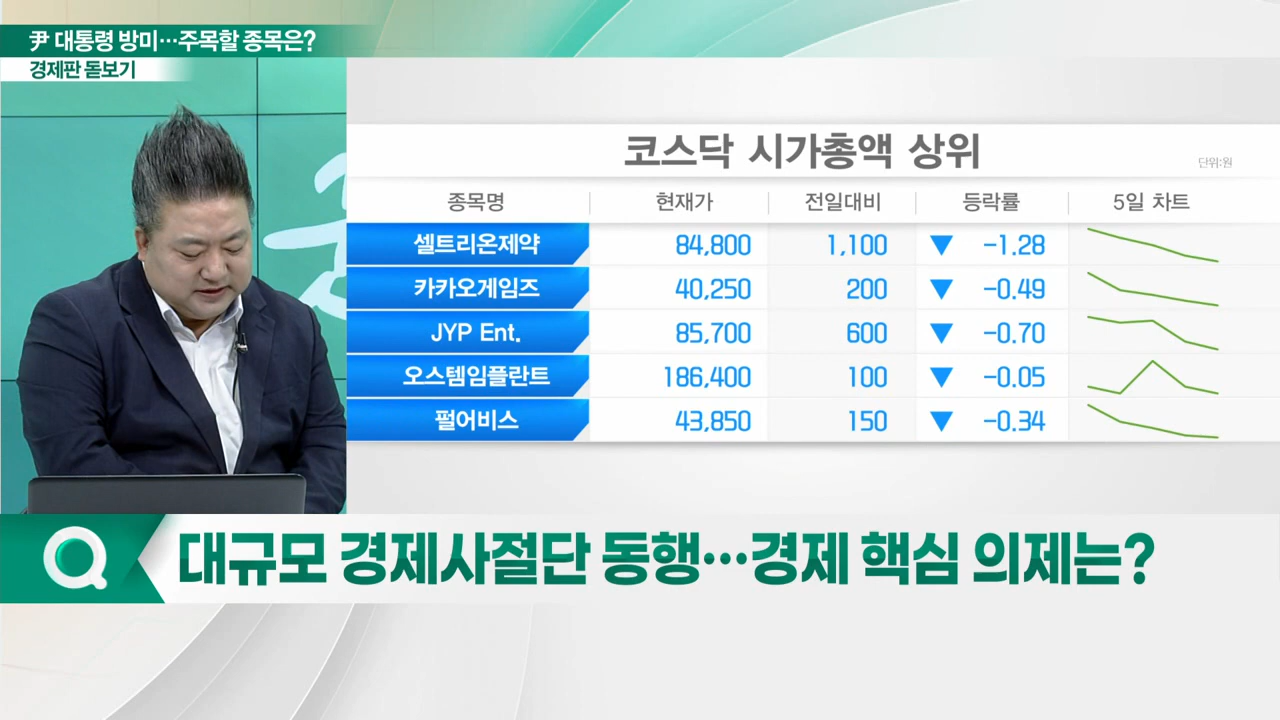 尹 대통령 방미…주목할 종목은?
경제판 돋보기
코스닥 시가총액 상위
단위:원
종목명 현재가 전일대비 등락률 5일 차트
셀트리온제약 84,800 1,100 ▼ -1.28
카카오게임즈 40,250 200 ▼ -0.49
JYP Ent. 85,700 600 ▼ -0.70
오스템임플란트 186,400 100 ▼ -0.05
펄어비스 43,850 150 ▼ -0.34
대규모 경제사절단 동행…경제 핵심 의제는?